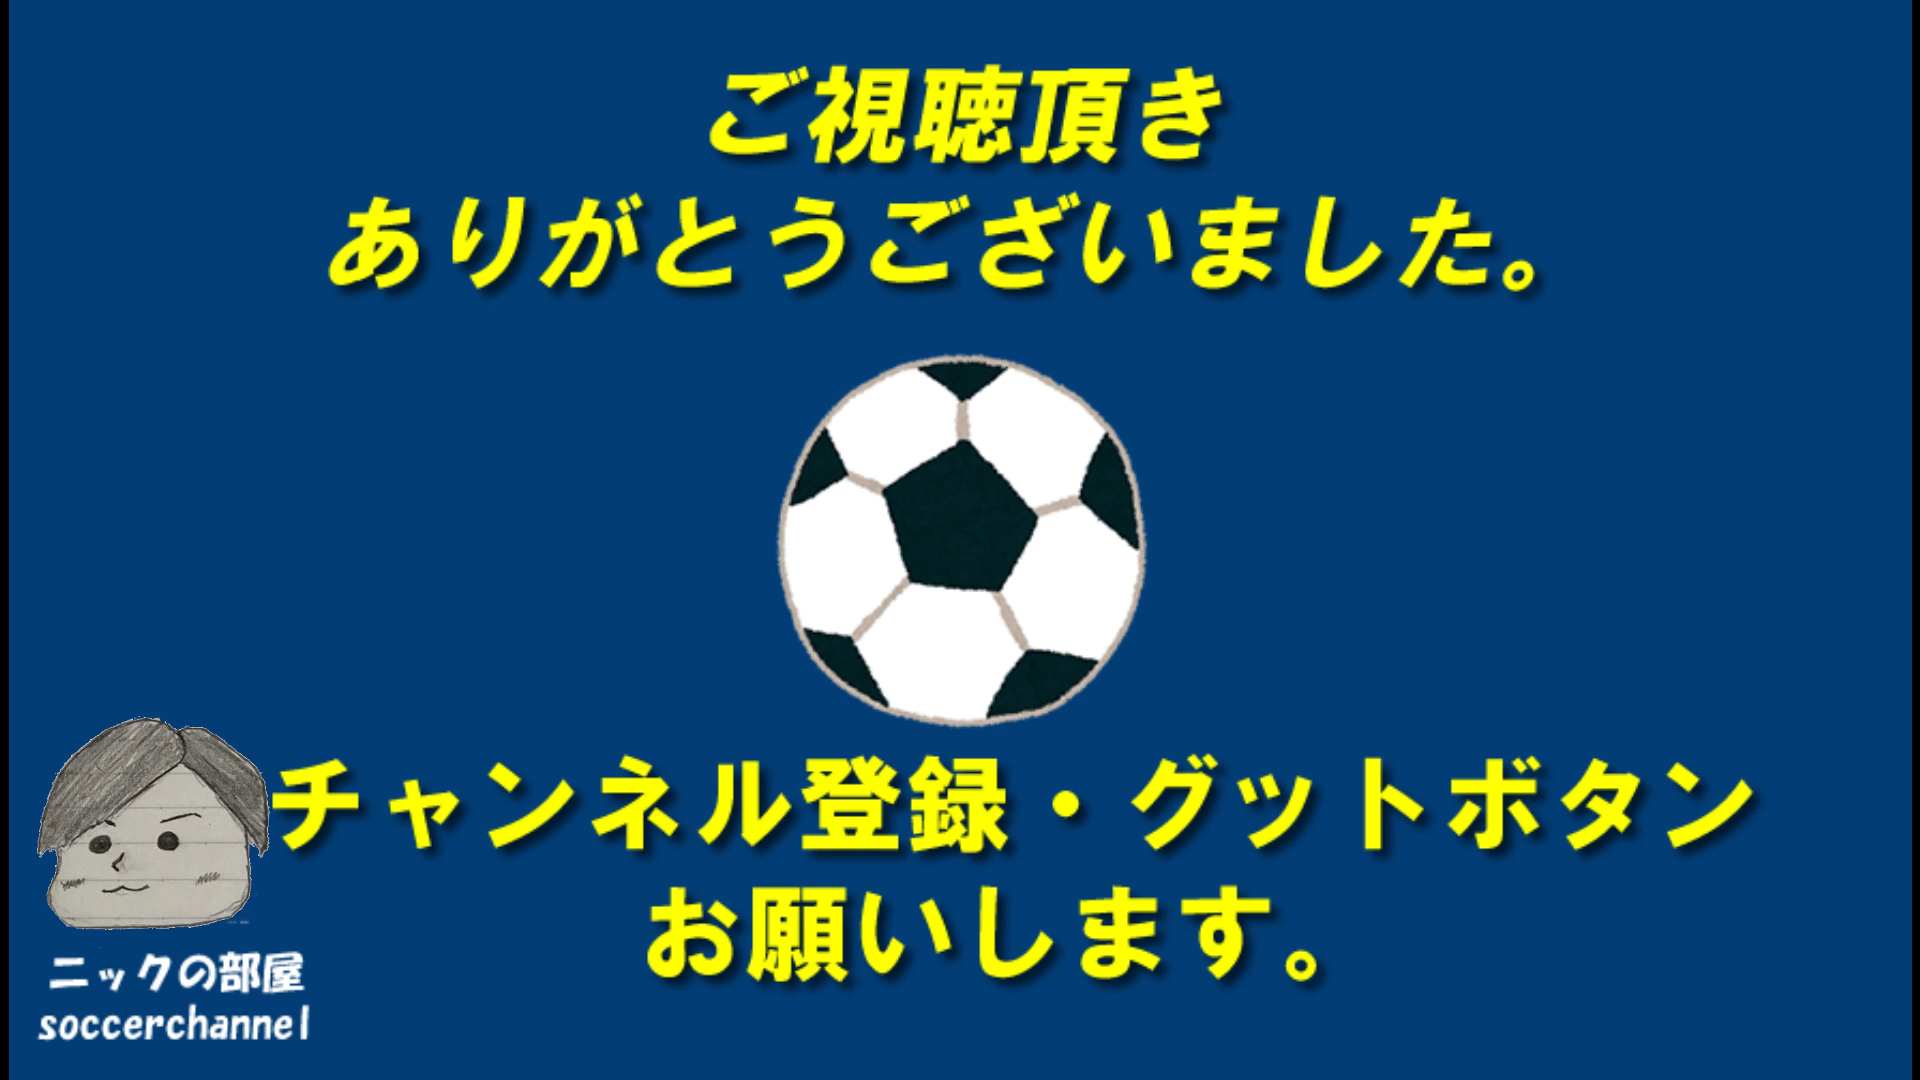 ご視聴頂き
ありがとうございました。
チャンネル登録・グットボタン
お願いします。
ニックの部屋
soccerchannel